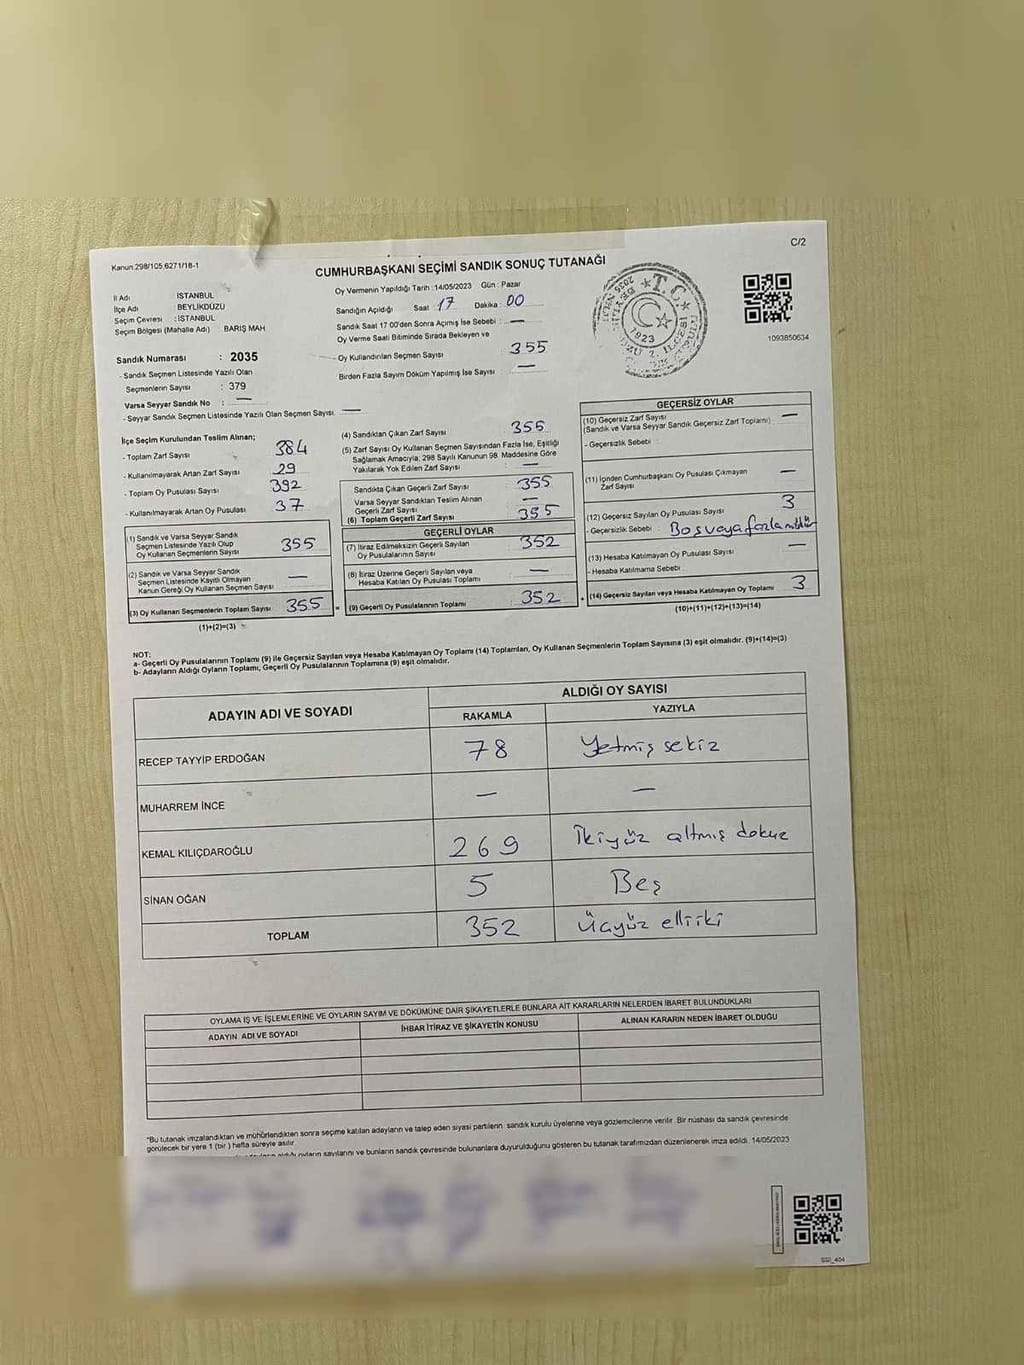 C/2
Kanun:298/105,6271/18-1
CUMHURBAŞKANI SEÇİMİ SANDIK SONUÇ TUTANAĞI
İl Adı : İSTANBUL
İlçe Adı : BEYLİKDÜZÜ
Seçim Çevresi : İSTANBUL
Seçim Bölgesi (Mahalle Adı) : BARIŞ MAH
Sandık Numarası : 2035
- Sandık Seçmen Listesinde Yazılı Olan
Seçmenlerin Sayısı : 379
Varsa Seyyar Sandık No : —
- Seyyar Sandık Seçmen Listesinde Yazılı Olan Seçmen Sayısı : —
Oy Vermenin Yapıldığı Tarih : 14/05/2023 Gün : Pazar
Sandığın Açıldığı Saat : 17 Dakika : 00
Sandık Saat 17.00'den Sonra Açımış İse Sebebi : —
Oy Verme Saati Bitiminde Sırada Bekleyen ve
- Oy Kullandırılan Seçmen Sayısı 355
Birden Fazla Sayım Döküm Yapılmış İse Sayısı : —
T.C.
1923
1093850634
İlçe Seçim Kurulundan Teslim Alınan;
- Toplam Zarf Sayısı 384
- Kullanılmayarak Artan Zarf Sayısı 29
- Toplam Oy Pusulası Sayısı 392
- Kullanılmayarak Artan Oy Pusulası 37
(1) Sandık ve Varsa Seyyar Sandık
Seçmen Listesinde Yazılı Olup
Oy Kullanan Seçmenlerin Sayısı 355
(2) Sandık ve Varsa Seyyar Sandık
Seçmen Listesinde Kayıtlı Olmayan
Kanun Gereği Oy Kullanan Seçmen Sayısı —
(3) Oy Kullanan Seçmenlerin Toplam Sayısı 355
(1)+(2)=(3)
(4) Sandıktan Çıkan Zarf Sayısı 355
(5) Zarf Sayısı Oy Kullanan Seçmen Sayısından Fazla İse, Eşitliği
Sağlamak Amacıyla; 298 Sayılı Kanunun 98. Maddesine Göre
Yakılarak Yok Edilen Zarf Sayısı —
Sandıkta Çıkan Geçerli Zarf Sayısı 355
Varsa Seyyar Sandıktan Teslim Alınan
Geçerli Zarf Sayısı —
(6) Toplam Geçerli Zarf Sayısı 355
GEÇERLİ OYLAR
(7) İtiraz Edilmeksizin Geçerli Sayılan
Oy Pusulalarının Sayısı 352
(8) İtiraz Üzerine Geçerli Sayılan veya
Hesaba Katılan Oy Pusulası Toplamı —
= (9) Geçerli Oy Pusulalarının Toplamı 352
GEÇERSİZ OYLAR
(10) Geçersiz Zarf Sayısı —
(Sandık ve Varsa Seyyar Sandık Geçersiz Zarf Toplamı)
- Geçersizlik Sebebi :
(11) İçinden Cumhurbaşkanı Oy Pusulası Çıkmayan
Zarf Sayısı —
(12) Geçersiz Sayılan Oy Pusulası Sayısı 3
- Geçersizlik Sebebi : Boş veya fazla mühür
(13) Hesaba Katılmayan Oy Pusulası Sayısı —
- Hesaba Katılmama Sebebi :
+ (14) Geçersiz Sayılan veya Hesaba Katılmayan Oy Toplamı 3
(10)+(11)+(12)+(13)=(14)
NOT:
a- Geçerli Oy Pusulalarının Toplamı (9) ile Geçersiz Sayılan veya Hesaba Katılmayan Oy Toplamı (14) Toplamları, Oy Kullanan Seçmenlerin Toplam Sayısına (3) eşit olmalıdır. (9)+(14)=(3)
b- Adayların Aldığı Oyların Toplamı, Geçerli Oy Pusulalarının Toplamına (9) eşit olmalıdır.
ADAYIN ADI VE SOYADI ALDIĞI OY SAYISI
RAKAMLA YAZIYLA
RECEP TAYYİP ERDOĞAN 78 Yetmiş sekiz
MUHARREM İNCE — —
KEMAL KILIÇDAROĞLU 269 İkiyüz altmış dokuz
SİNAN OĞAN 5 Beş
TOPLAM 352 Üçyüz elliiki
OYLAMA İŞ VE İŞLEMLERİNE VE OYLARIN SAYIM VE DÖKÜMÜNE DAİR ŞİKAYETLERLE BUNLARA AİT KARARLARIN NELERDEN İBARET BULUNDUKLARI
ADAYIN ADI VE SOYADI İHBAR İTİRAZ VE ŞİKAYETİN KONUSU ALINAN KARARIN NEDEN İBARET OLDUĞU
*Bu tutanak imzalandıktan ve mühürlendikten sonra seçime katılan adayların ve talep eden siyasi partilerin sandık kurulu üyelerine veya gözlemcilerine verilir. Bir nüshası da sandık çevresinde
görülecek bir yere 1 (bir) hafta süreyle asılır.
aldığı oyların sayılarını ve bunların sandık çevresinde bulunanlara duyurulduğunu gösteren bu tutanak tarafımızdan düzenlenerek imza edildi. 14/05/2023